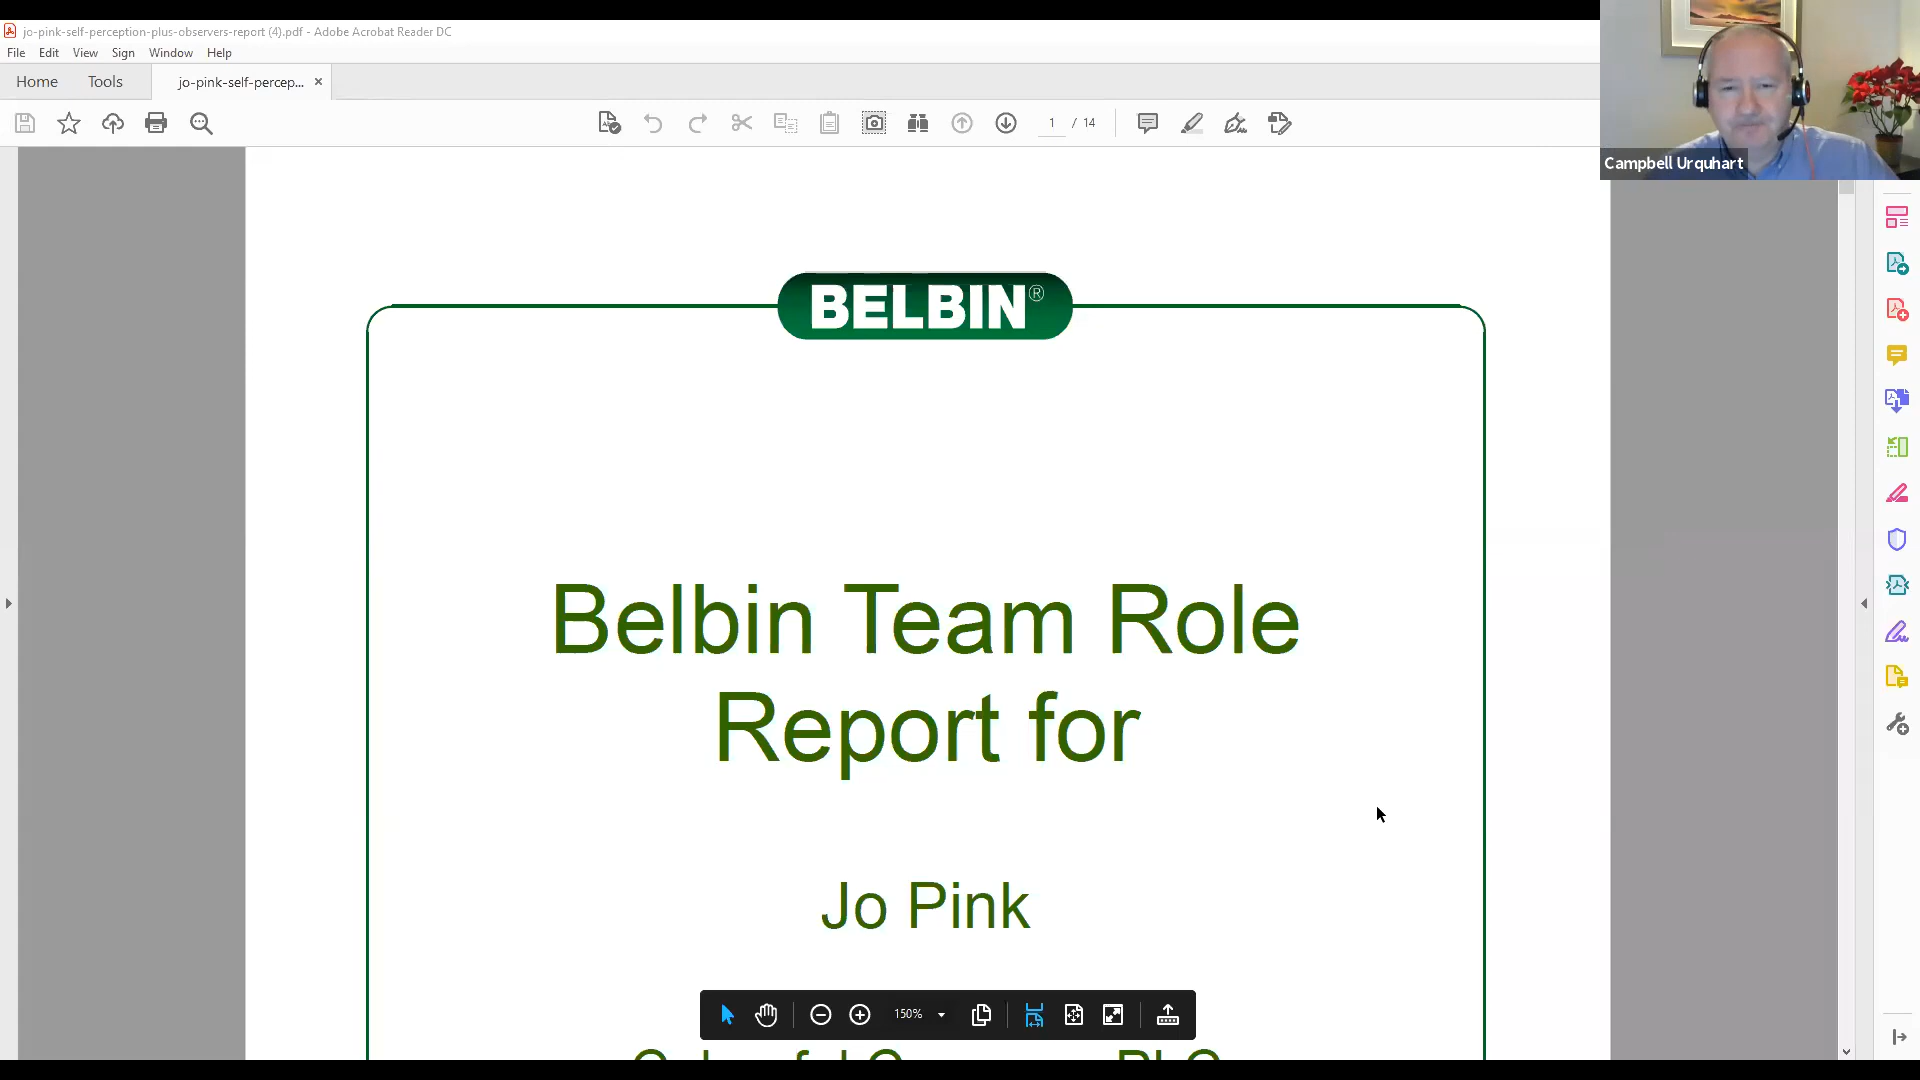 jo-pink-self-perception-plus-observers-report (4).pdf - Adobe Acrobat Reader DC
File Edit View Sign Window Help
Home Tools jo-pink-self-percep... ×
1 / 14
Campbell Urquhart
BELBIN®
Belbin Team Role
Report for
Jo Pink
150%